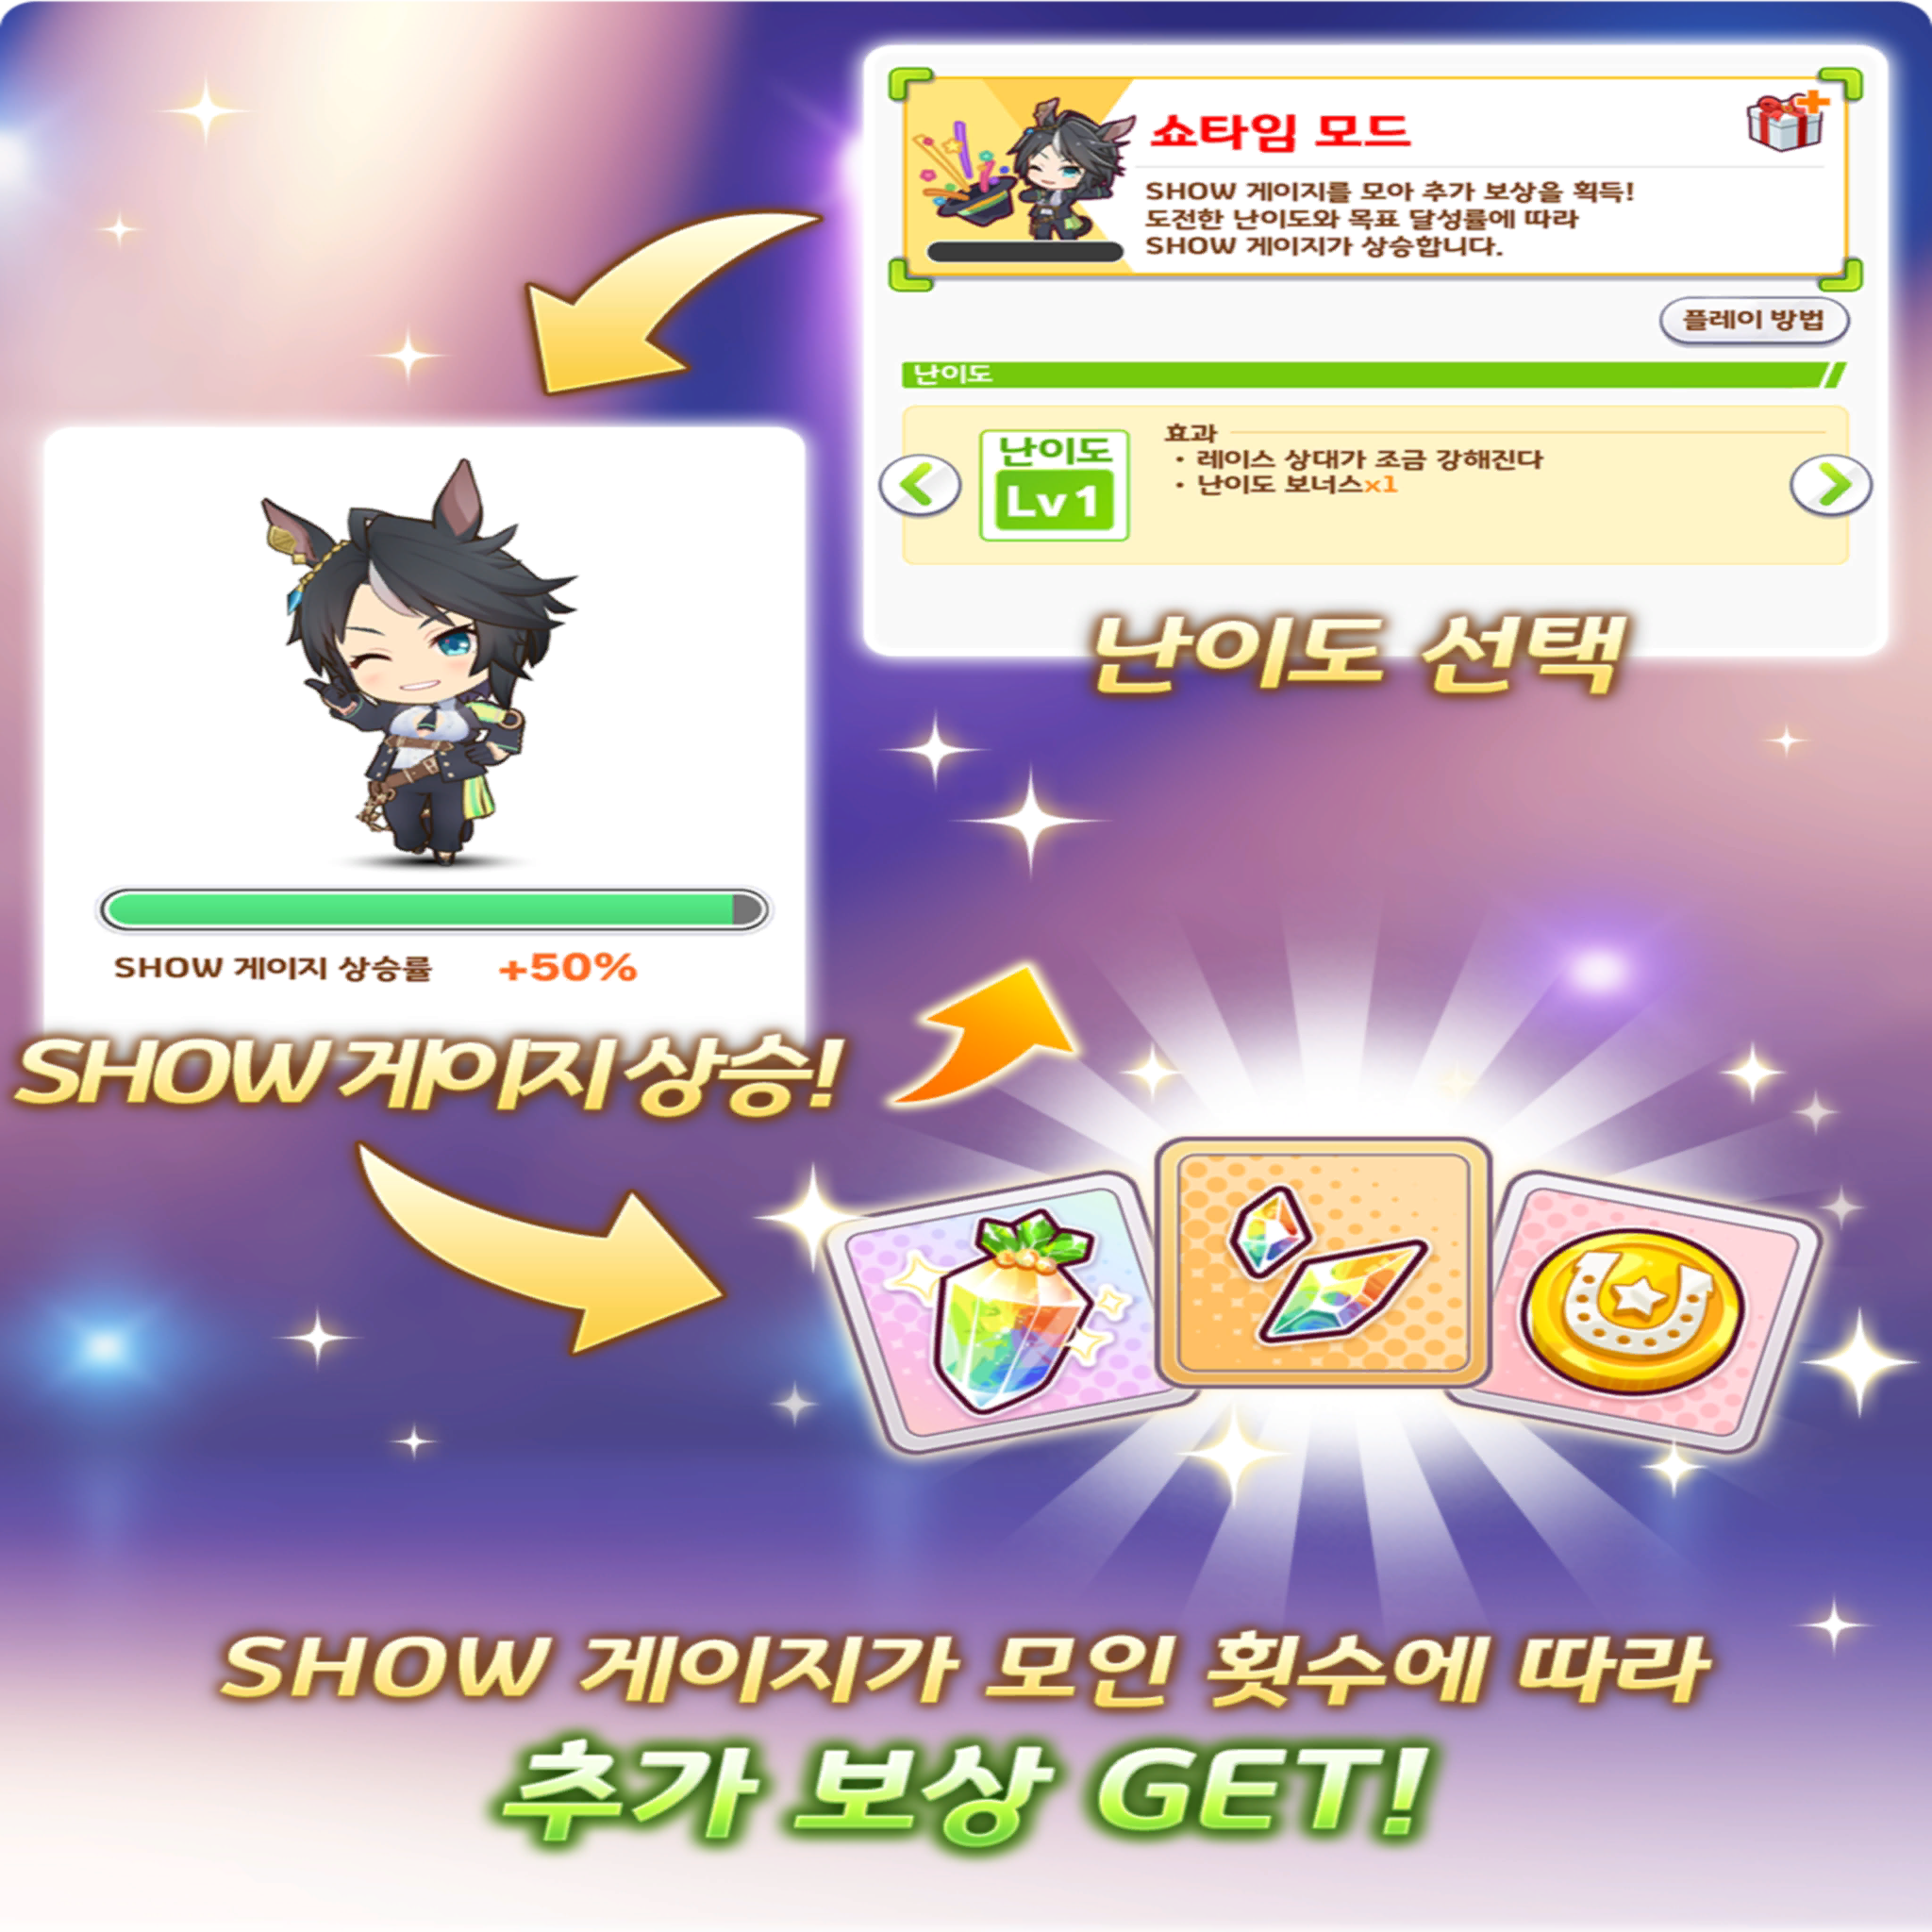 쇼타임 모드
SHOW 게이지를 모아 추가 보상을 획득!
도전한 난이도와 목표 달성률에 따라
SHOW 게이지가 상승합니다.
플레이 방법
난이도
난이도
Lv1
효과
・레이스 상대가 조금 강해진다
・난이도 보너스x1
난이도 선택
SHOW 게이지 상승률 +50%
SHOW 게이지 상승!
SHOW 게이지가 모인 횟수에 따라
추가 보상 GET!